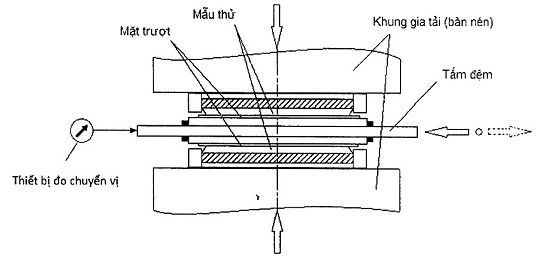 Mẫu thử
Mặt trượt
Khung gia tải (bàn nén)
Tấm đệm
Thiết bị đo chuyển vị